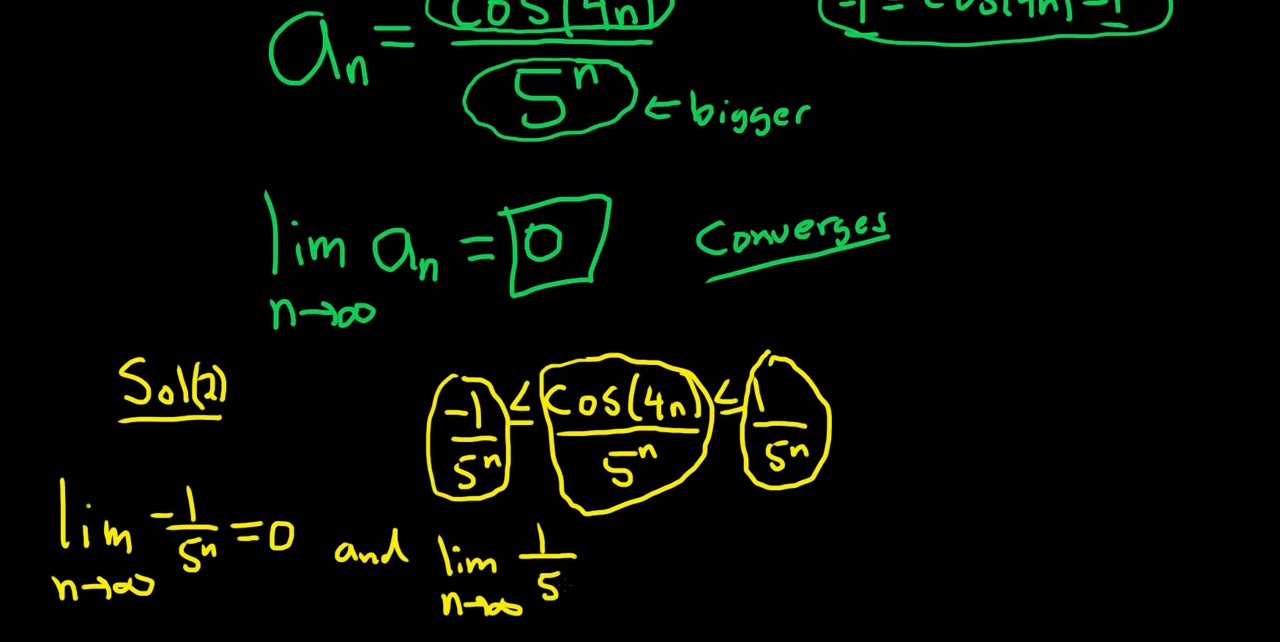 aₙ = cos(4n)/5ⁿ ← bigger
-1 ≤ cos(4n) ≤ 1
lim n→∞ aₙ = 0 Converges
Sol(2)
-1/5ⁿ ≤ cos(4n)/5ⁿ ≤ 1/5ⁿ
lim n→∞ -1/5ⁿ = 0 and lim n→∞ 1/5